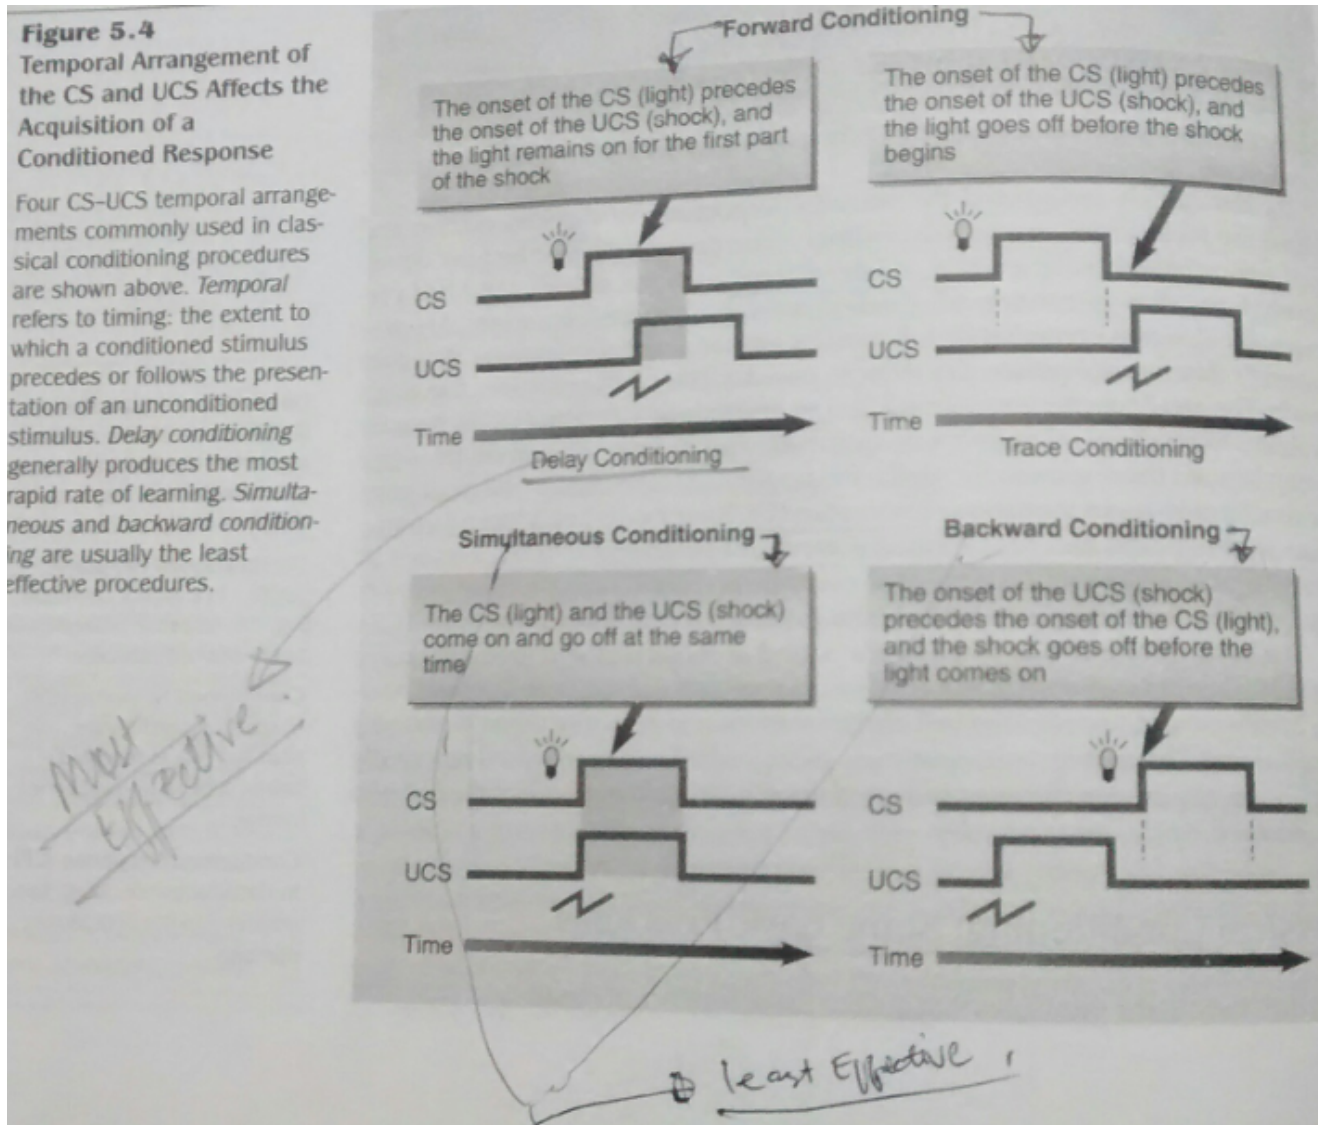 Figure 5.4
Temporal Arrangement of
the CS and UCS Affects the
Acquisition of a
Conditioned Response
Four CS–UCS temporal arrange-
ments commonly used in clas-
sical conditioning procedures
are shown above. Temporal
refers to timing: the extent to
which a conditioned stimulus
precedes or follows the presen-
tation of an unconditioned
stimulus. Delay conditioning
generally produces the most
rapid rate of learning. Simulta-
neous and backward condition-
ing are usually the least
effective procedures.
Most
Effective
Forward Conditioning
The onset of the CS (light) precedes
the onset of the UCS (shock), and
the light remains on for the first part
of the shock
CS
UCS
Time
Delay Conditioning
The onset of the CS (light) precedes
the onset of the UCS (shock), and
the light goes off before the shock
begins
CS
UCS
Time
Trace Conditioning
Simultaneous Conditioning
The CS (light) and the UCS (shock)
come on and go off at the same
time
CS
UCS
Time
Backward Conditioning
The onset of the UCS (shock)
precedes the onset of the CS (light),
and the shock goes off before the
light comes on
CS
UCS
Time
least Effective